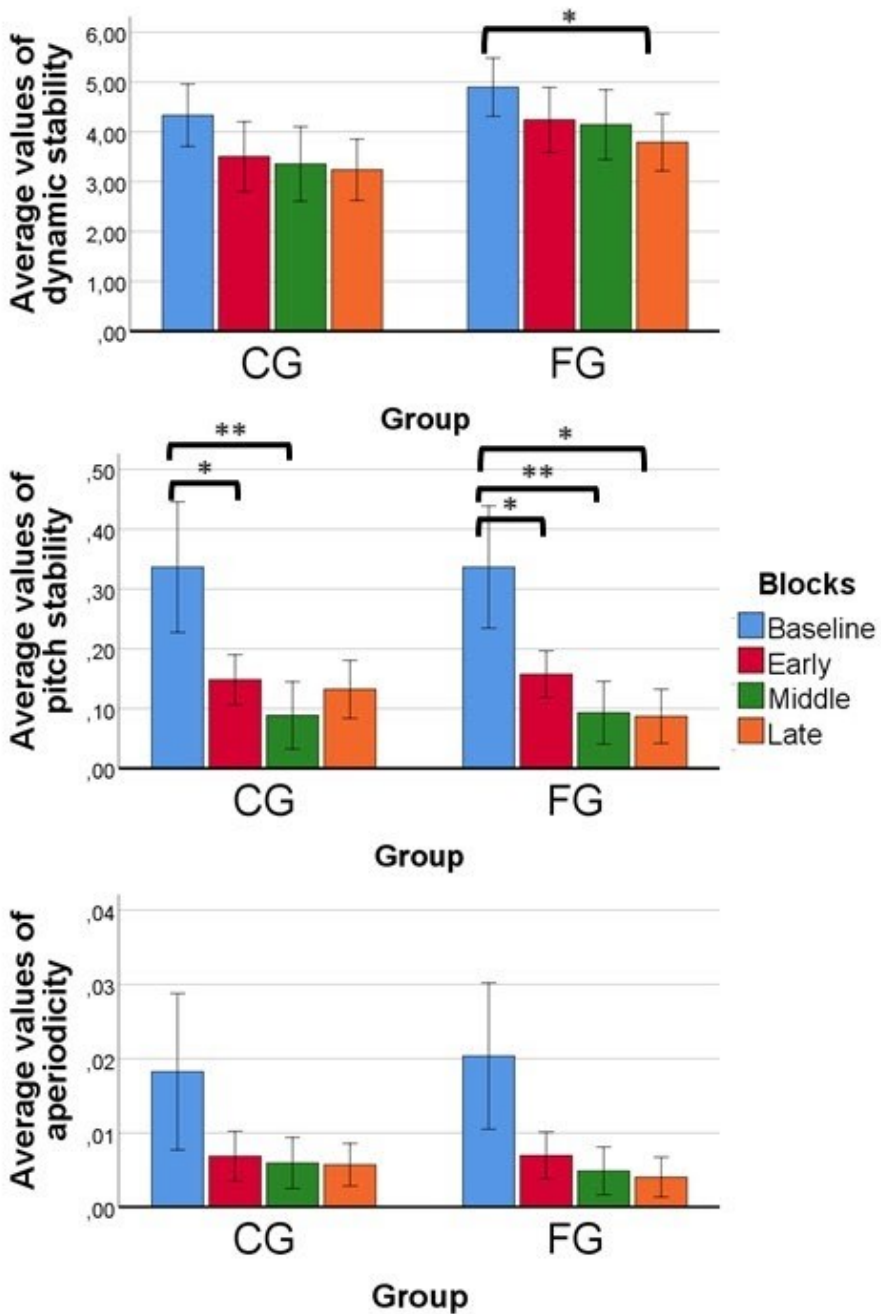 Average values of
dynamic stability
6,00
5,00
4,00
3,00
2,00
1,00
,00
*
CG
FG
Group
Average values of
pitch stability
,50
,40
,30
,20
,10
,00
**
*
*
**
*
CG
FG
Group
Blocks
Baseline
Early
Middle
Late
Average values of
aperiodicity
,04
,03
,02
,01
,00
CG
FG
Group